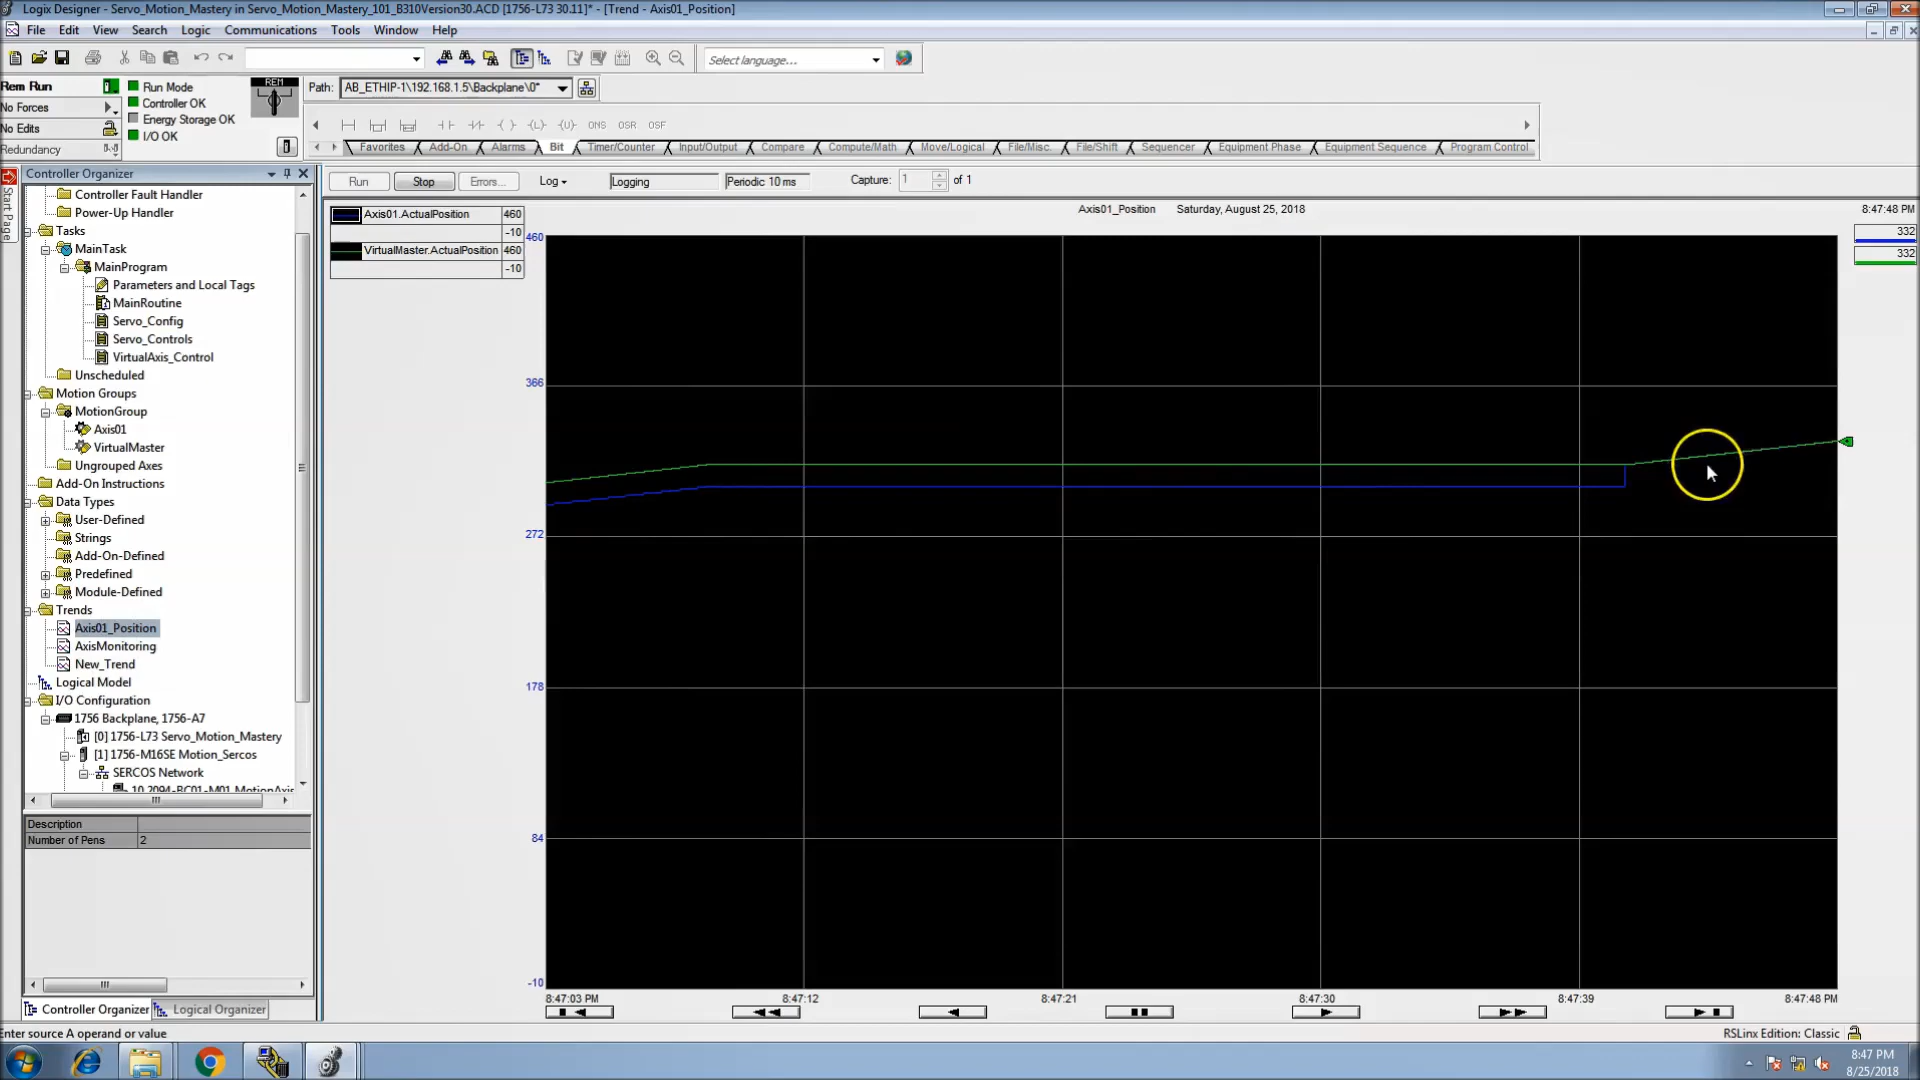 Logix Designer - Servo_Motion_Mastery in Servo_Motion_Mastery_101_B310Version30.ACD [1756-L73 30.11]* - [Trend - Axis01_Position]
File Edit View Search Logic Communications Tools Window Help
Select language...
Rem Run
No Forces
No Edits
Redundancy
Run Mode
Controller OK
Energy Storage OK
I/O OK
REM
Path: AB_ETHIP-1\192.168.1.5\Backplane\0*
ONS OSR OSF
Favorites Add-On Alarms Bit Timer/Counter Input/Output Compare Compute/Math Move/Logical File/Misc. File/Shift Sequencer Equipment Phase Equipment Sequence Program Control
Start Page
Controller Organizer
Controller Fault Handler
Power-Up Handler
Tasks
MainTask
MainProgram
Parameters and Local Tags
MainRoutine
Servo_Config
Servo_Controls
VirtualAxis_Control
Unscheduled
Motion Groups
MotionGroup
Axis01
VirtualMaster
Ungrouped Axes
Add-On Instructions
Data Types
User-Defined
Strings
Add-On-Defined
Predefined
Module-Defined
Trends
Axis01_Position
AxisMonitoring
New_Trend
Logical Model
I/O Configuration
1756 Backplane, 1756-A7
[0] 1756-L73 Servo_Motion_Mastery
[1] 1756-M16SE Motion_Sercos
SERCOS Network
10 2094-BC01-M01 MotionAxis
Description
Number of Pens 2
Controller Organizer Logical Organizer
Run Stop Errors... Log Logging Periodic 10 ms Capture: 1 of 1
Axis01.ActualPosition 460
-10
VirtualMaster.ActualPosition 460
-10
Axis01_Position Saturday, August 25, 2018
8:47:48 PM
332
332
460
366
272
178
84
-10
8:47:03 PM 8:47:12 8:47:21 8:47:30 8:47:39 8:47:48 PM
Enter source A operand or value
RSLinx Edition: Classic
8:47 PM
8/25/2018